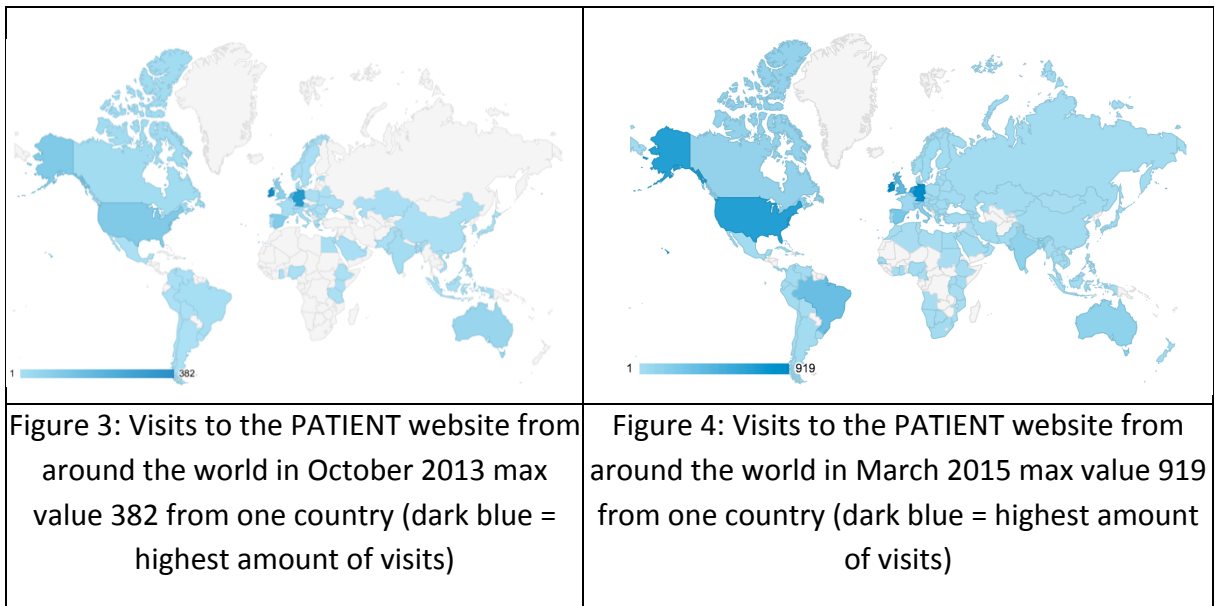 1
382
1
919
Figure 3: Visits to the PATIENT website from
around the world in October 2013 max
value 382 from one country (dark blue =
highest amount of visits)
Figure 4: Visits to the PATIENT website from
around the world in March 2015 max value 919
from one country (dark blue = highest amount
of visits)